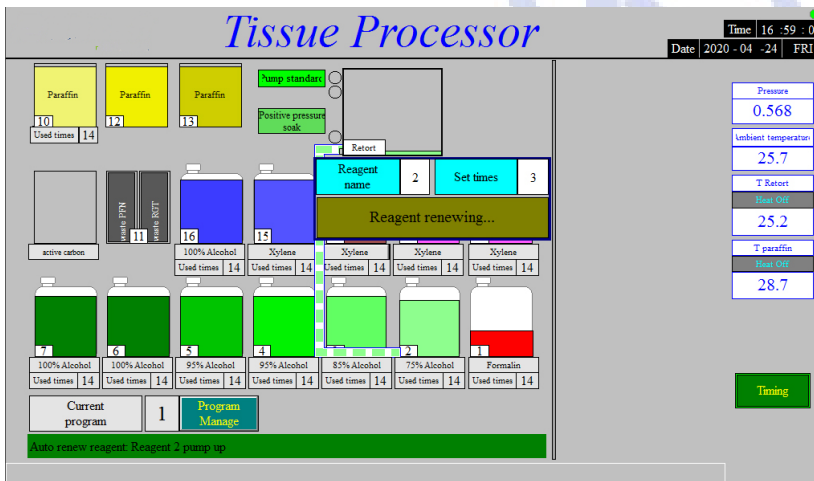 Tissue Processor
Time 16 :59 : 0
Date 2020 - 04 -24 FRI
Paraffin Paraffin Paraffin
10 12 13
Used times 14
Pump standard
Positive pressure
soak
Retort
Reagent
name 2 Set times 3
Reagent renewing...
Pressure
0.568
Ambient temperature
25.7
T Retort
Heat Off
25.2
T paraffin
Heat Off
28.7
waste PFN 11 waste RGT
16 15
active carbon 100% Alcohol Xylene Xylene Xylene Xylene
Used times 14 Used times 14 Used times 14 Used times 14 Used times 14
7 6 5 4 2 1
100% Alcohol 100% Alcohol 95% Alcohol 95% Alcohol 85% Alcohol 75% Alcohol Formalin
Used times 14 Used times 14 Used times 14 Used times 14 Used times 14 Used times 14 Used times 14
Current
program 1 Program
Manage
Timing
Auto renew reagent: Reagent 2 pump up